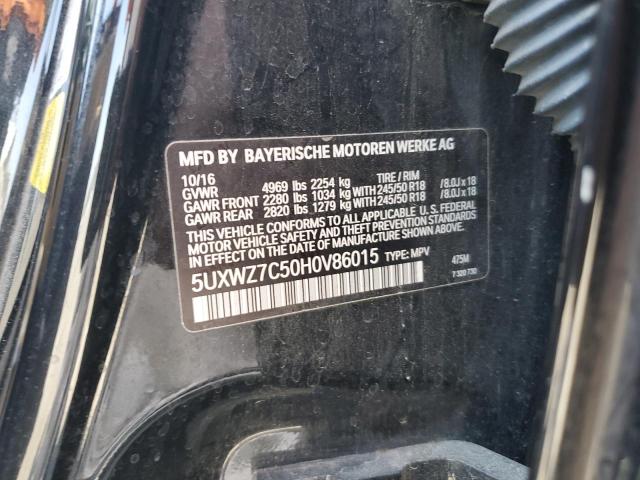 MFD BY BAYERISCHE MOTOREN WERKE AG
10/16 TIRE / RIM
GVWR 4969 lbs 2254 kg
GAWR FRONT 2280 lbs 1034 kg WITH 245/50 R18 /8.0J x 18
GAWR REAR 2820 lbs 1279 kg WITH 245/50 R18 /8.0J x 18
THIS VEHICLE CONFORMS TO ALL APPLICABLE U.S. FEDERAL
MOTOR VEHICLE SAFETY AND THEFT PREVENTION STANDARDS
IN EFFECT ON THE DATE OF MANUFACTURE SHOWN ABOVE.
5UXWZ7C50H0V86015 TYPE: MPV 475M
7 320 730